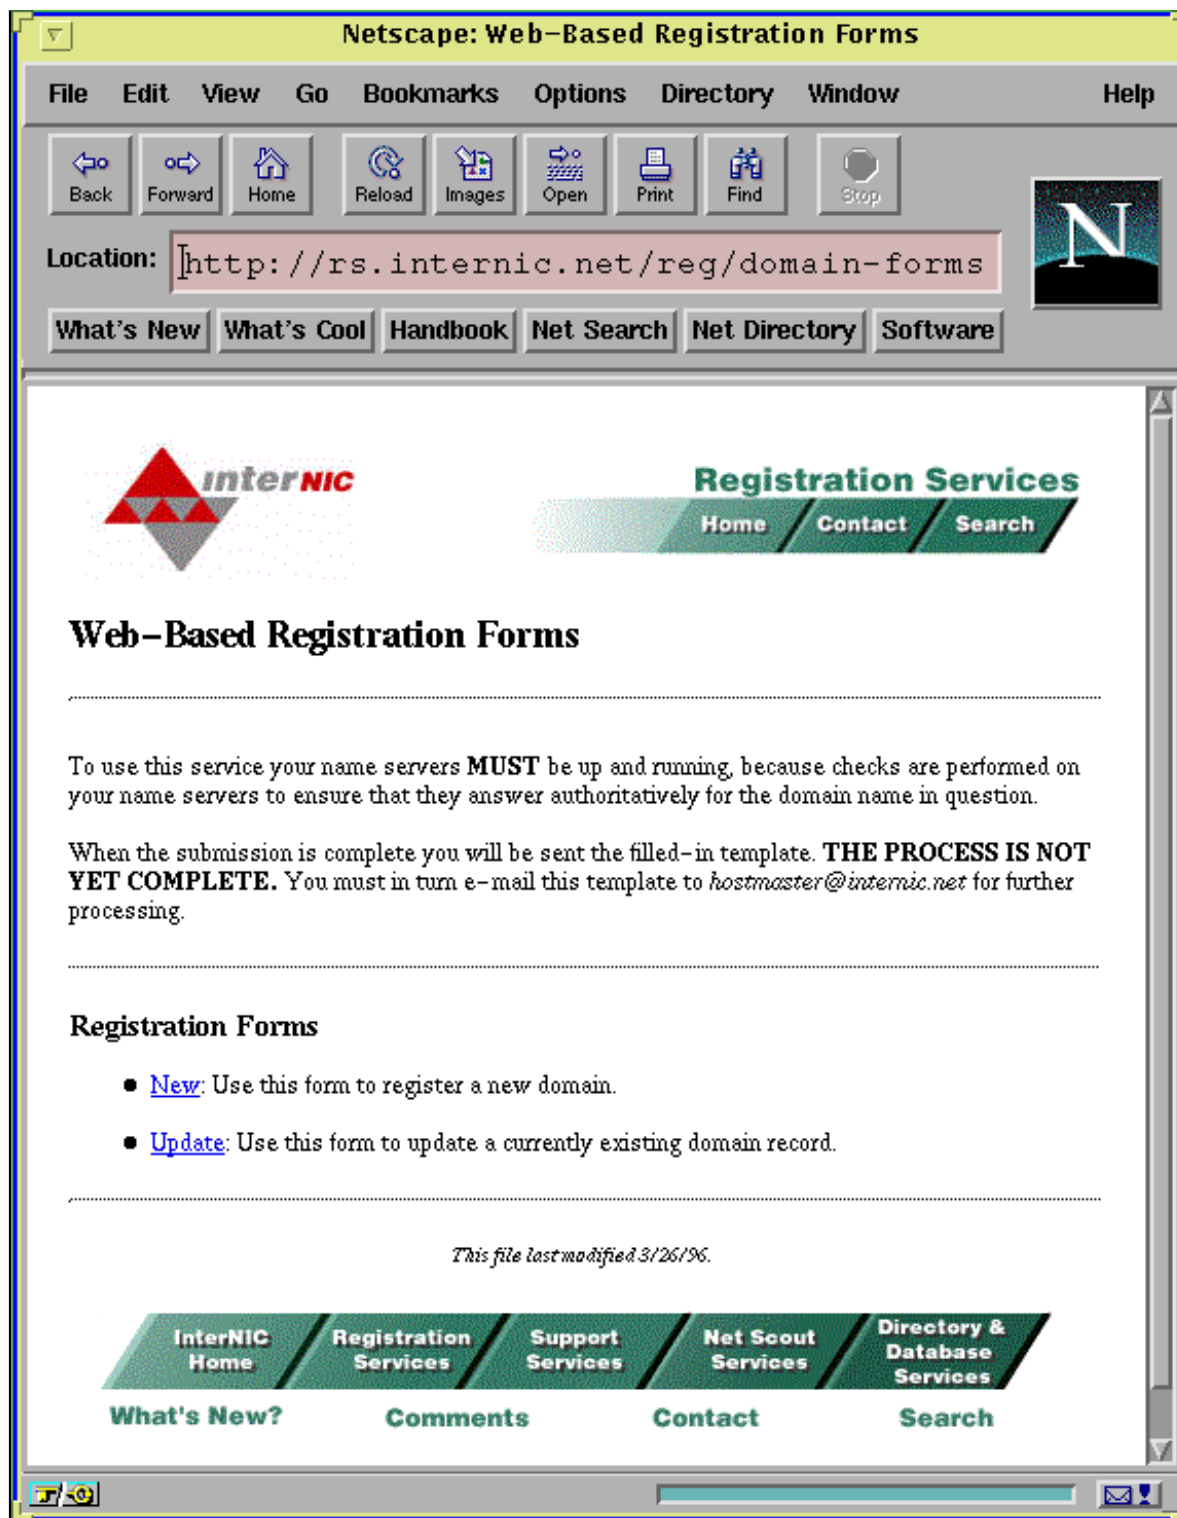 Netscape: Web-Based Registration Forms
File Edit View Go Bookmarks Options Directory Window Help
Back Forward Home Reload Images Open Print Find Stop
N
Location: http://rs.internic.net/reg/domain-forms
What's New What's Cool Handbook Net Search Net Directory Software
InterNIC
Registration Services
Home Contact Search
Web-Based Registration Forms
To use this service your name servers MUST be up and running, because checks are performed on
your name servers to ensure that they answer authoritatively for the domain name in question.
When the submission is complete you will be sent the filled-in template. THE PROCESS IS NOT
YET COMPLETE. You must in turn e-mail this template to hostmaster@internic.net for further
processing.
Registration Forms
● New: Use this form to register a new domain.
● Update: Use this form to update a currently existing domain record.
This file last modified 3/26/96.
InterNIC Home
Registration Services
Support Services
Net Scout Services
Directory & Database Services
What's New? Comments Contact Search